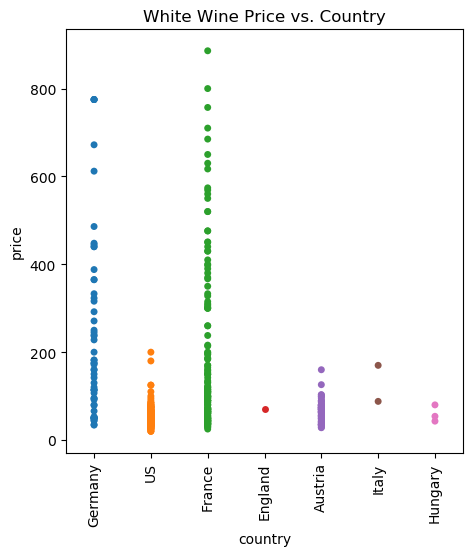 White Wine Price vs. Country
price
800
600
400
200
0
Germany
US
France
England
Austria
Italy
Hungary
country